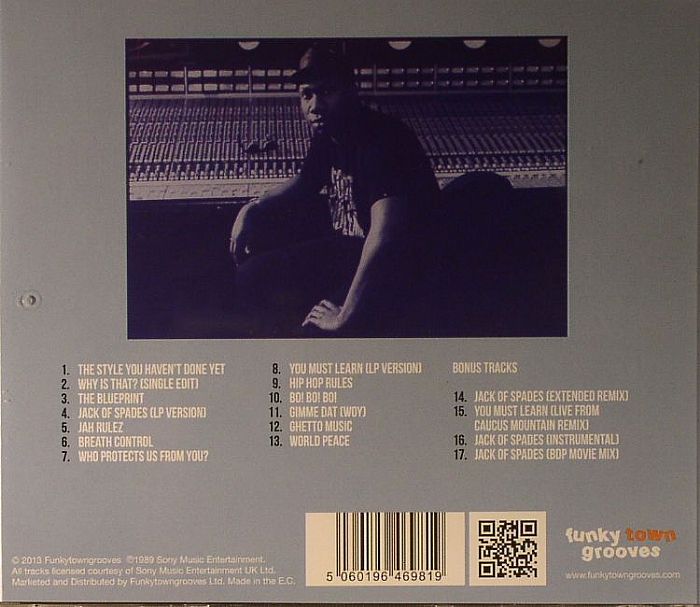 1. THE STYLE YOU HAVEN'T DONE YET
2. WHY IS THAT? (SINGLE EDIT)
3. THE BLUEPRINT
4. JACK OF SPADES (LP VERSION)
5. JAH RULEZ
6. BREATH CONTROL
7. WHO PROTECTS US FROM YOU?
8. YOU MUST LEARN (LP VERSION)
9. HIP HOP RULES
10. BO! BO! BO!
11. GIMME DAT (WOY)
12. GHETTO MUSIC
13. WORLD PEACE
BONUS TRACKS
14. JACK OF SPADES (EXTENDED REMIX)
15. YOU MUST LEARN (LIVE FROM
CAUCUS MOUNTAIN REMIX)
16. JACK OF SPADES (INSTRUMENTAL)
17. JACK OF SPADES (BDP MOVIE MIX)
© 2013 Funkytowngrooves ℗1989 Sony Music Entertainment.
All tracks licensed courtesy of Sony Music Entertainment UK Ltd.
Marketed and Distributed by Funkytowngrooves Ltd. Made in the E.C.
5 060196 469819
funky town
grooves
www.funkytowngrooves.com